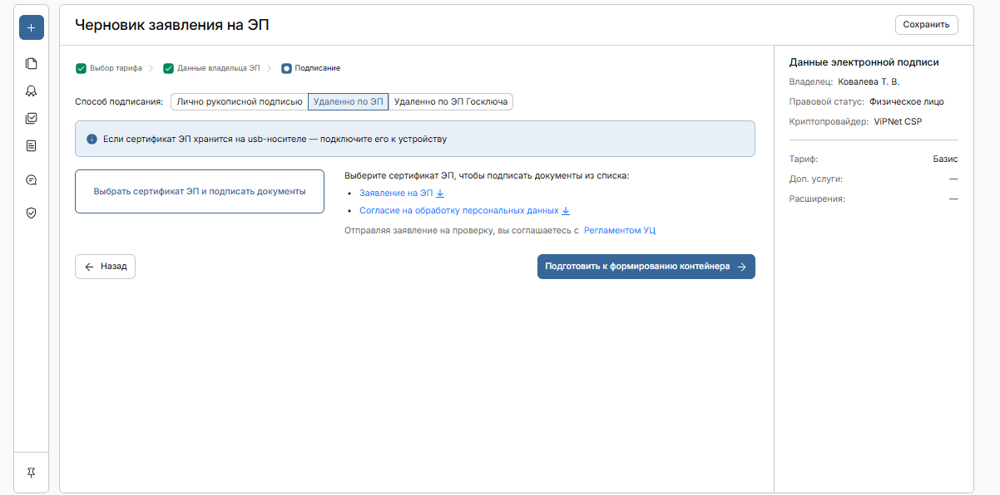 Черновик заявления на ЭП
Сохранить
Выбор тарифа
Данные владельца ЭП
Подписание
Способ подписания:
Лично рукописной подписью
Удаленно по ЭП
Удаленно по ЭП Госключа
Если сертификат ЭП хранится на usb-носителе — подключите его к устройству
Выбрать сертификат ЭП и подписать документы
Выберите сертификат ЭП, чтобы подписать документы из списка:
• Заявление на ЭП
• Согласие на обработку персональных данных
Отправляя заявление на проверку, вы соглашаетесь с Регламентом УЦ
Назад
Подготовить к формированию контейнера
Данные электронной подписи
Владелец: Ковалева Т. В.
Правовой статус: Физическое лицо
Криптопровайдер: ViPNet CSP
Тариф: Базис
Доп. услуги: —
Расширения: —